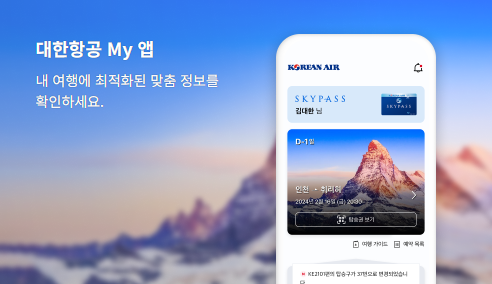 대한항공 My 앱
내 여행에 최적화된 맞춤 정보를
확인하세요.
KOREAN AIR
SKYPASS
김대한 님
SKYPASS
D-1일
인천 → 취리히
2024년 2월 16일 (금) 20:30
탑승권 보기
여행 가이드
예약 목록
KE2101편의 탑승구가 37번으로 변경되었습니
다.